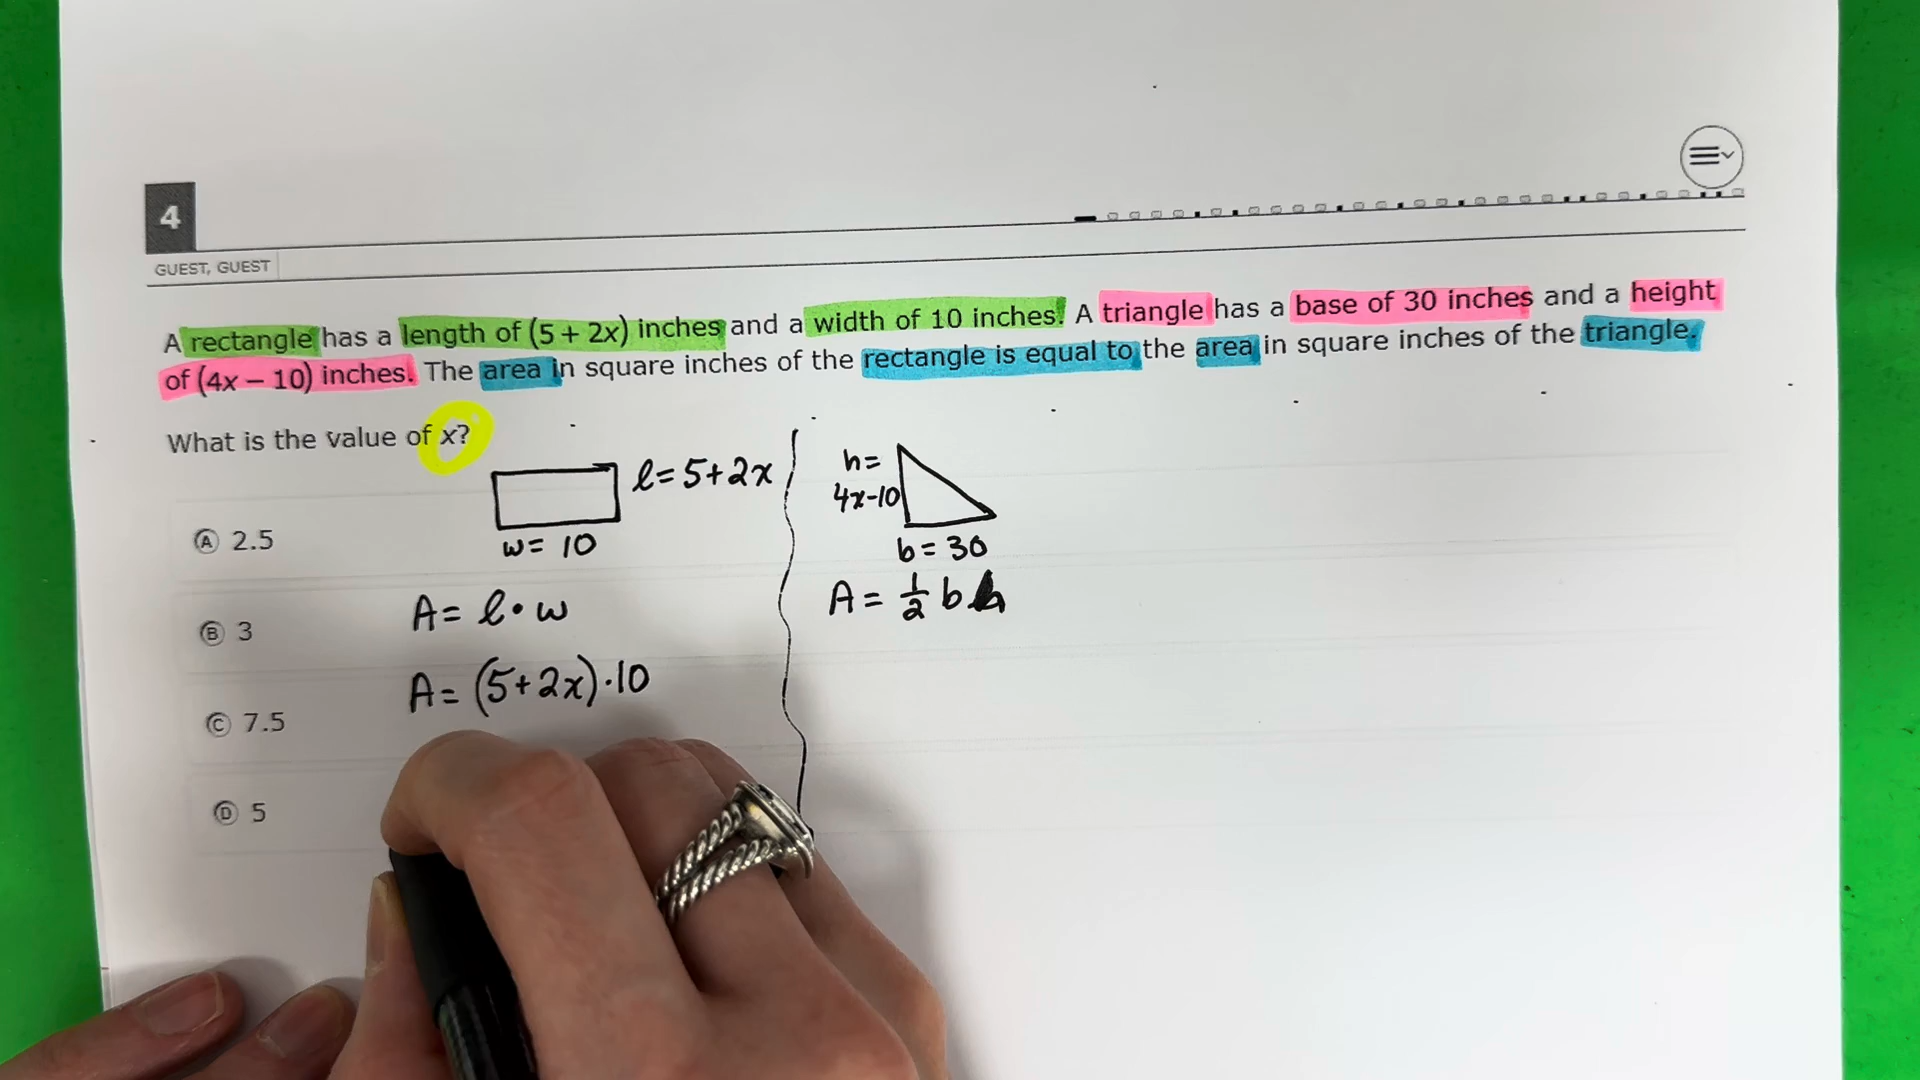 4
GUEST, GUEST
A rectangle has a length of (5 + 2x) inches and a width of 10 inches. A triangle has a base of 30 inches and a height
of (4x − 10) inches. The area in square inches of the rectangle is equal to the area in square inches of the triangle.
What is the value of x?
A 2.5
B 3
C 7.5
D 5
l = 5+2x
w = 10
A = l • w
A = (5+2x)·10
h =
4x-10
b = 30
A = 1/2 b h